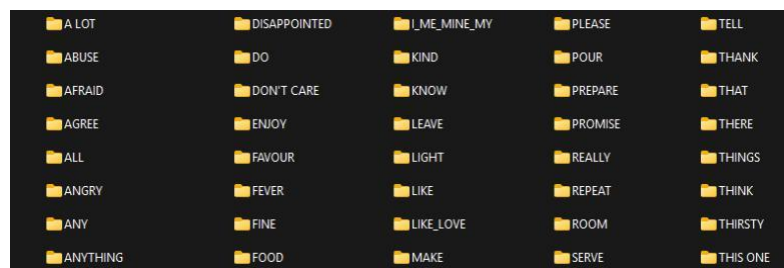 A LOT DISAPPOINTED I_ME_MINE_MY PLEASE TELL
ABUSE DO KIND POUR THANK
AFRAID DON'T CARE KNOW PREPARE THAT
AGREE ENJOY LEAVE PROMISE THERE
ALL FAVOUR LIGHT REALLY THINGS
ANGRY FEVER LIKE REPEAT THINK
ANY FINE LIKE_LOVE ROOM THIRSTY
ANYTHING FOOD MAKE SERVE THIS ONE